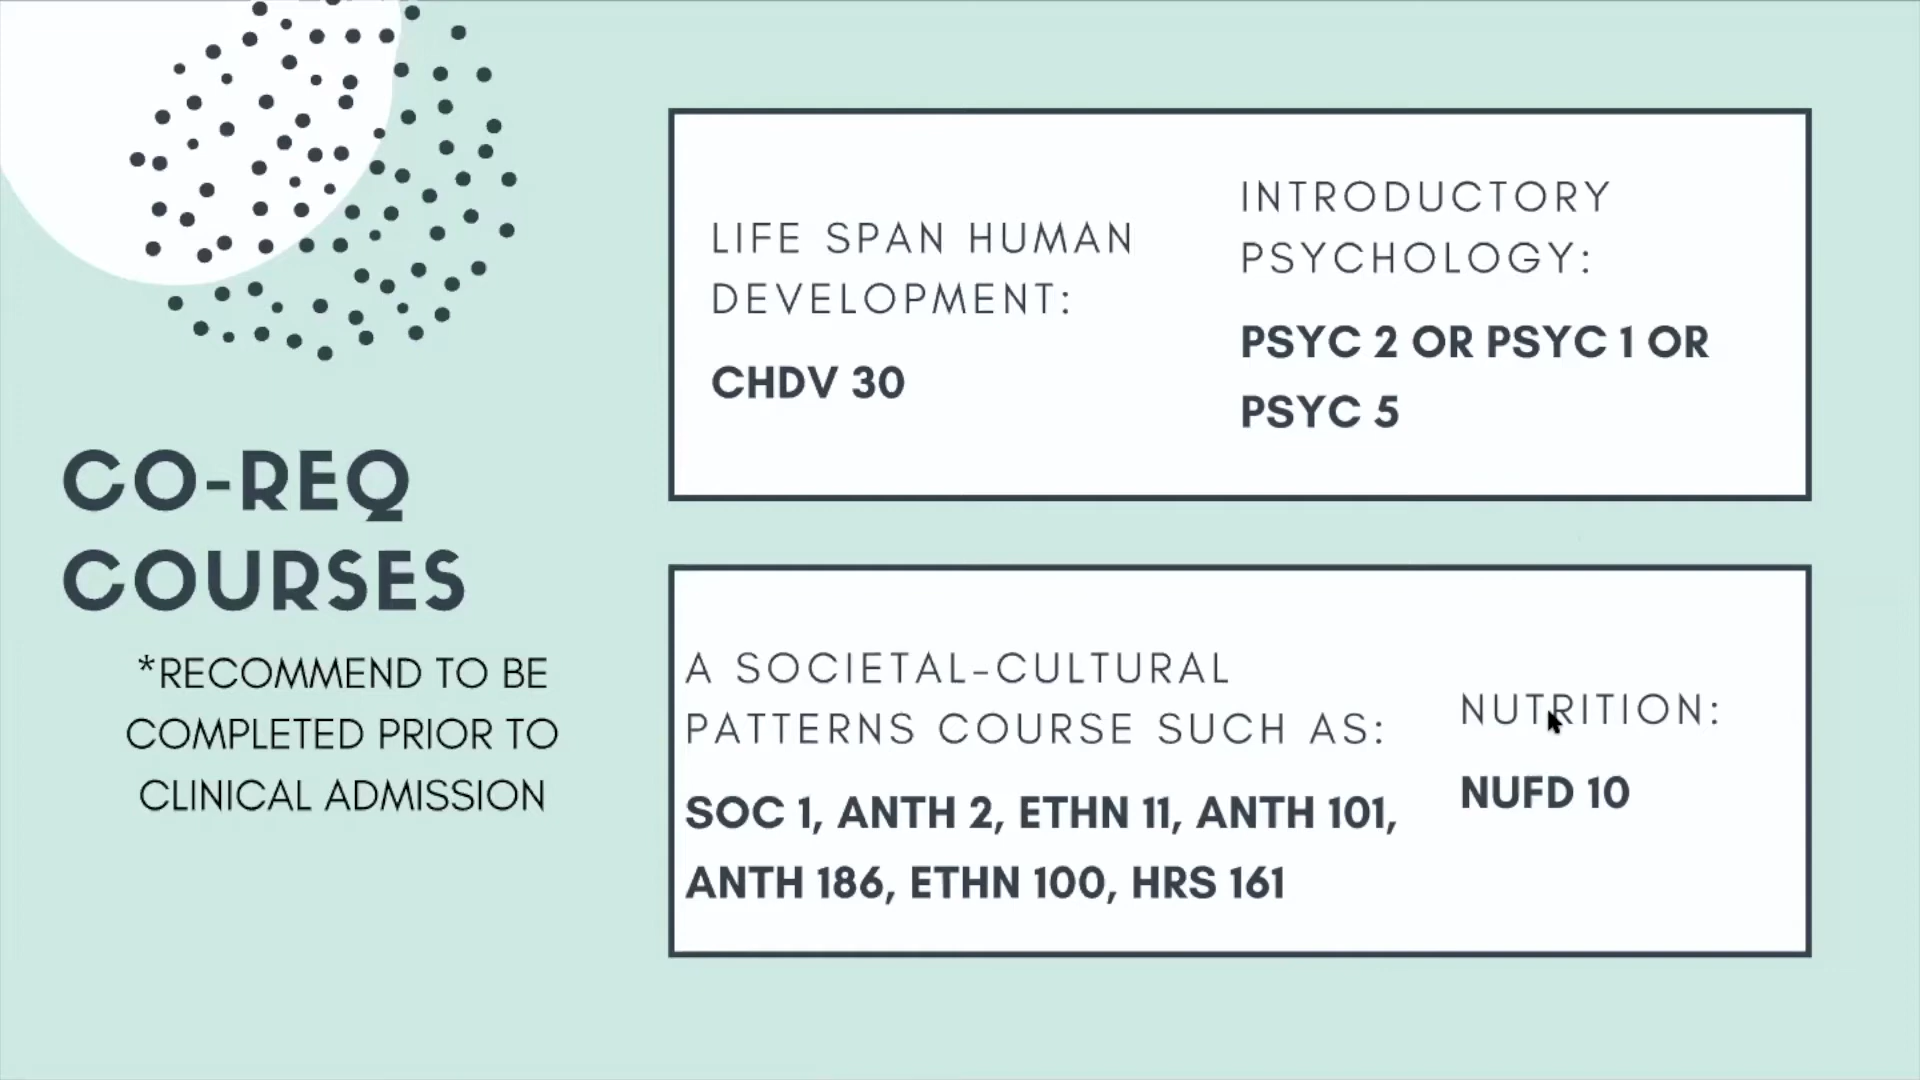 CO-REQ
COURSES
*RECOMMEND TO BE
COMPLETED PRIOR TO
CLINICAL ADMISSION
LIFE SPAN HUMAN
DEVELOPMENT:
CHDV 30
INTRODUCTORY
PSYCHOLOGY:
PSYC 2 OR PSYC 1 OR
PSYC 5
A SOCIETAL-CULTURAL
PATTERNS COURSE SUCH AS:
SOC 1, ANTH 2, ETHN 11, ANTH 101,
ANTH 186, ETHN 100, HRS 161
NUTRITION:
NUFD 10